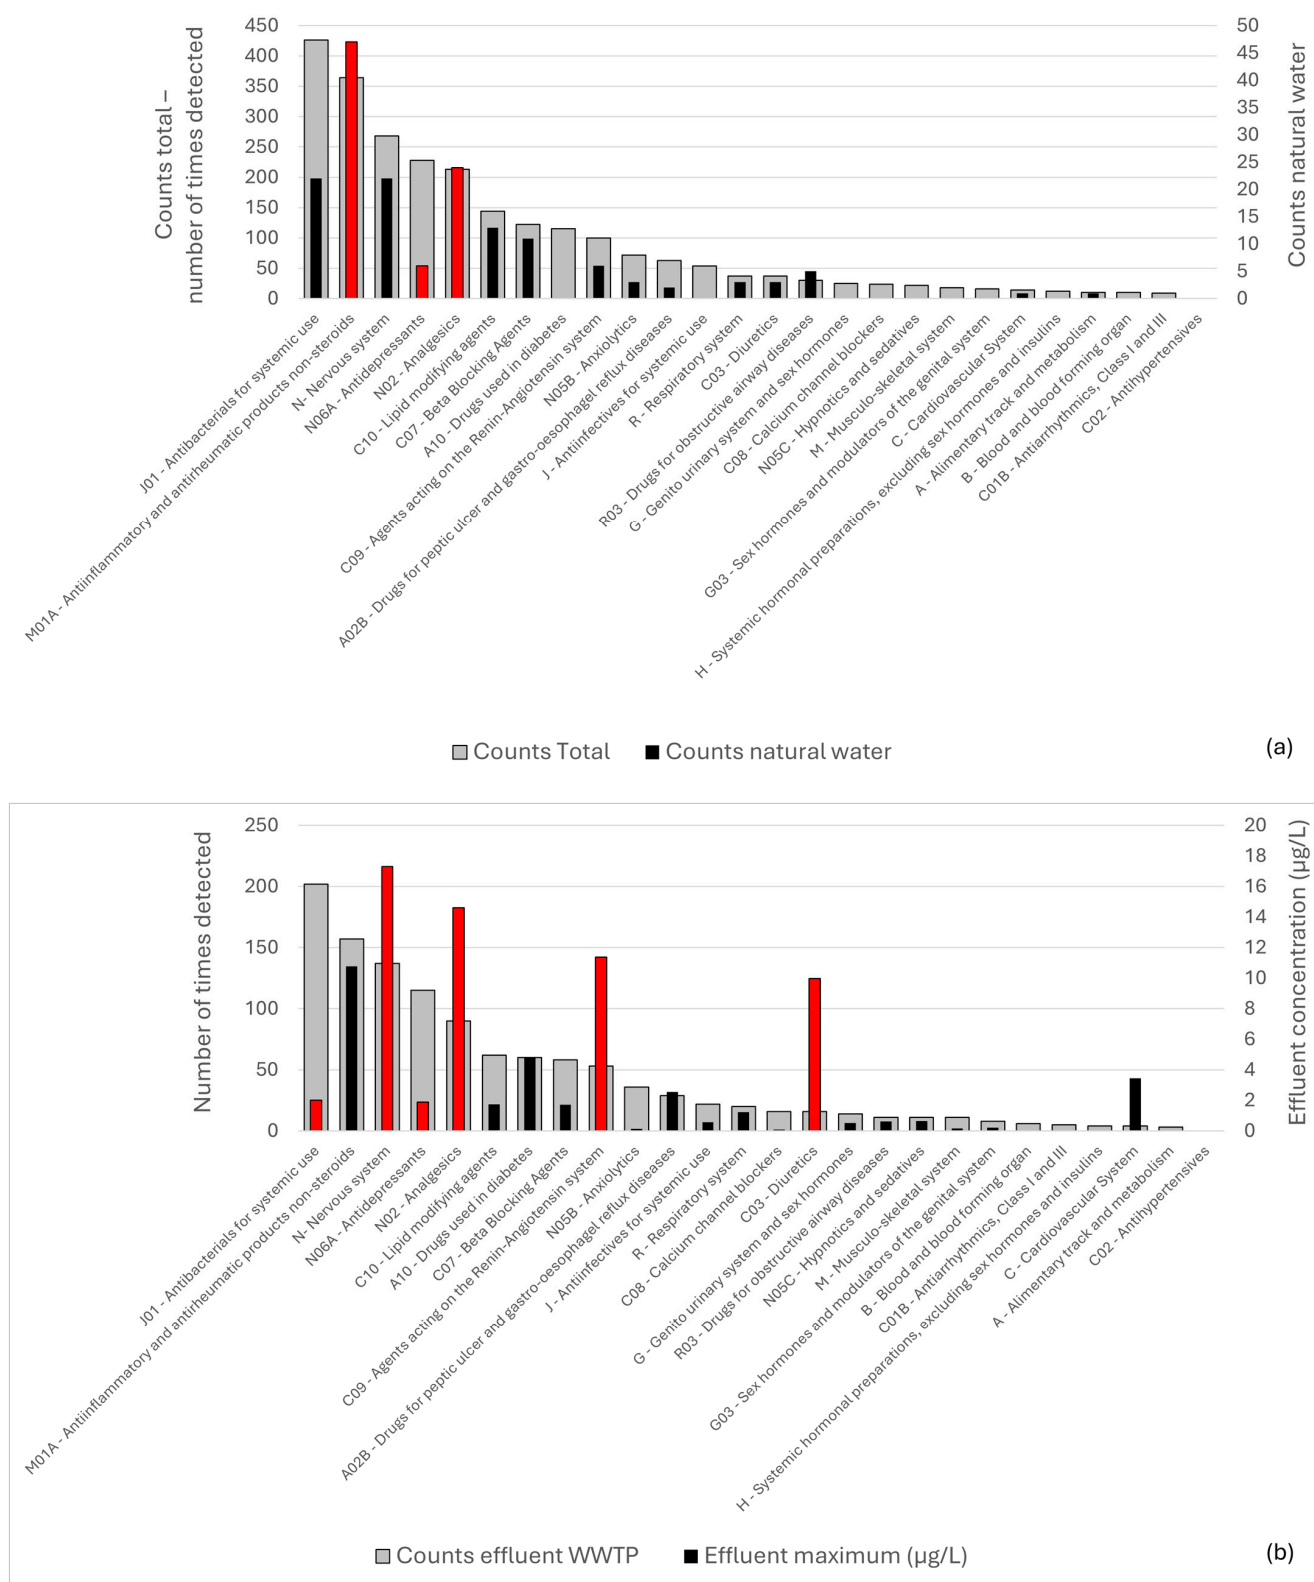 450
400
350
300
250
200
150
100
50
0
Counts total –
number of times detected
50
45
40
35
30
25
20
15
10
5
0
Counts natural water
J01 - Antibacterials for systemic use
M01A - Antiinflammatory and antirheumatic products non-steroids
N- Nervous system
N06A - Antidepressants
N02 - Analgesics
C10 - Lipid modifying agents
C07 - Beta Blocking Agents
A10 - Drugs used in diabetes
C09 - Agents acting on the Renin-Angiotensin system
N05B - Anxiolytics
A02B - Drugs for peptic ulcer and gastro-oesophagel reflux diseases
J - Antiinfectives for systemic use
R - Respiratory system
C03 - Diuretics
R03 - Drugs for obstructive airway diseases
G - Genito urinary system and sex hormones
C08 - Calcium channel blockers
N05C - Hypnotics and sedatives
M - Musculo-skeletal system
G03 - Sex hormones and modulators of the genital system
C - Cardiovascular System
H - Systemic hormonal preparations, excluding sex hormones and insulins
A - Alimentary track and metabolism
B - Blood and blood forming organ
C01B - Antiarrhythmics, Class I and III
C02 - Antihypertensives
Counts Total
Counts natural water
(a)
250
200
150
100
50
0
Number of times detected
20
18
16
14
12
10
8
6
4
2
0
Effluent concentration (µg/L)
J01 - Antibacterials for systemic use
M01A - Antiinflammatory and antirheumatic products non-steroids
N- Nervous system
N06A - Antidepressants
N02 - Analgesics
C10 - Lipid modifying agents
A10 - Drugs used in diabetes
C07 - Beta Blocking Agents
C09 - Agents acting on the Renin-Angiotensin system
N05B - Anxiolytics
A02B - Drugs for peptic ulcer and gastro-oesophagel reflux diseases
J - Antiinfectives for systemic use
R - Respiratory system
C08 - Calcium channel blockers
C03 - Diuretics
G - Genito urinary system and sex hormones
R03 - Drugs for obstructive airway diseases
N05C - Hypnotics and sedatives
M - Musculo-skeletal system
G03 - Sex hormones and modulators of the genital system
B - Blood and blood forming organ
C01B - Antiarrhythmics, Class I and III
H - Systemic hormonal preparations, excluding sex hormones and insulins
C - Cardiovascular System
A - Alimentary track and metabolism
C02 - Antihypertensives
Counts effluent WWTP
Effluent maximum (µg/L)
(b)